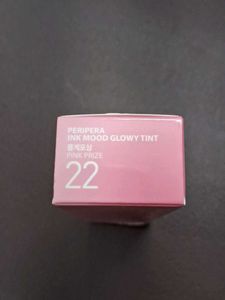 PERIPERA
INK MOOD GLOWY TINT
PINK PRIZE
22